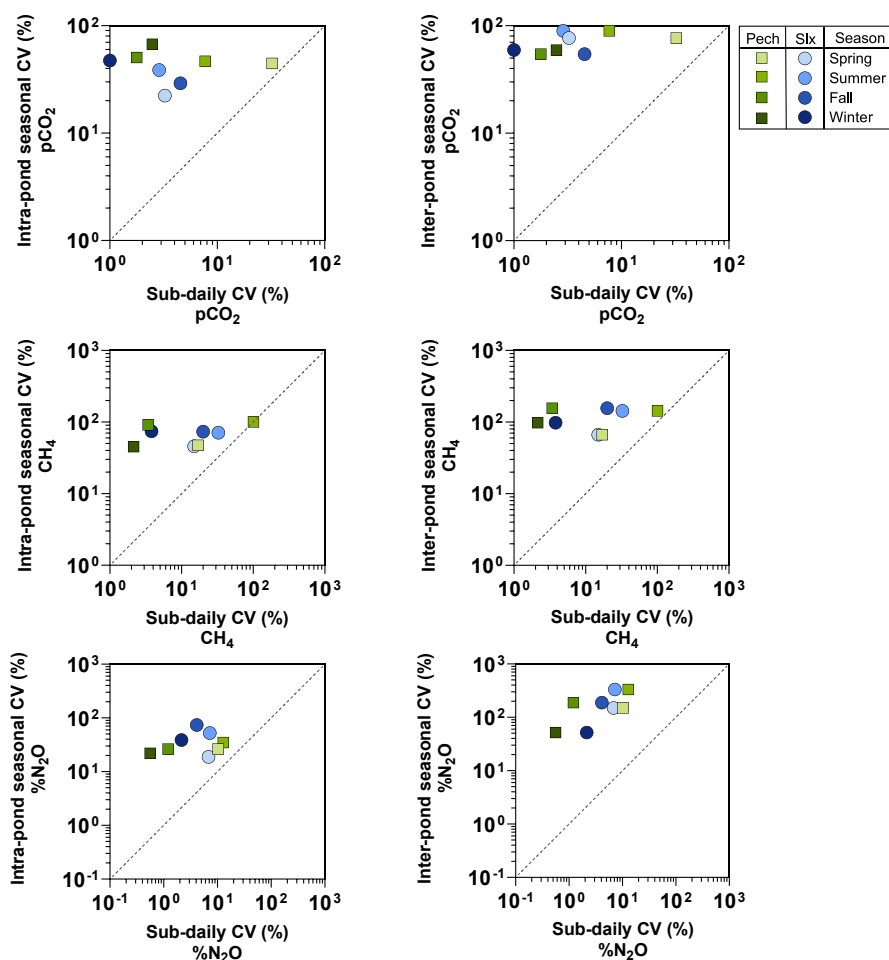 Intra-pond seasonal CV (%)
pCO₂
10²
10¹
10⁰
10⁰ 10¹ 10²
Sub-daily CV (%)
pCO₂
Inter-pond seasonal CV (%)
pCO₂
10²
10¹
10⁰
10⁰ 10¹ 10²
Sub-daily CV (%)
pCO₂
Pech Slx Season
Spring
Summer
Fall
Winter
Intra-pond seasonal CV (%)
CH₄
10³
10²
10¹
10⁰
10⁰ 10¹ 10² 10³
Sub-daily CV (%)
CH₄
Inter-pond seasonal CV (%)
CH₄
10³
10²
10¹
10⁰
10⁰ 10¹ 10² 10³
Sub-daily CV (%)
CH₄
Intra-pond seasonal CV (%)
%N₂O
10³
10²
10¹
10⁰
10⁻¹
10⁻¹ 10⁰ 10¹ 10² 10³
Sub-daily CV (%)
%N₂O
Inter-pond seasonal CV (%)
%N₂O
10³
10²
10¹
10⁰
10⁻¹
10⁻¹ 10⁰ 10¹ 10² 10³
Sub-daily CV (%)
%N₂O